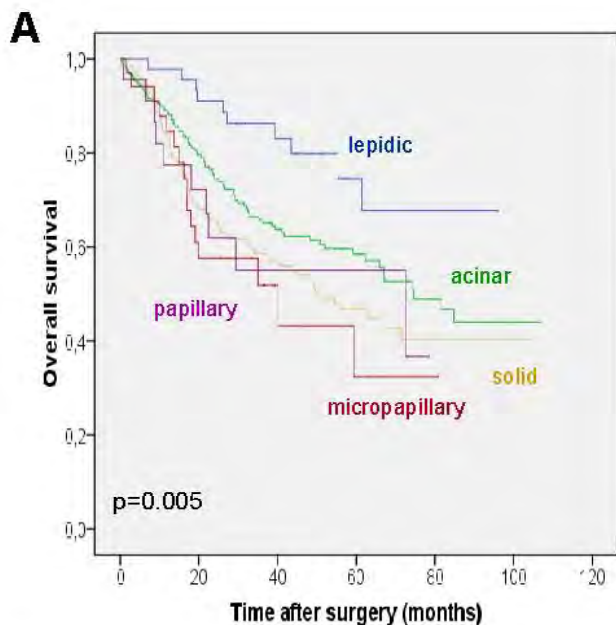 A
1,0
0,8
0,6
0,4
0,2
0,0
Overall survival
lepidic
acinar
papillary
solid
micropapillary
p=0.005
0 20 40 60 80 100 120
Time after surgery (months)